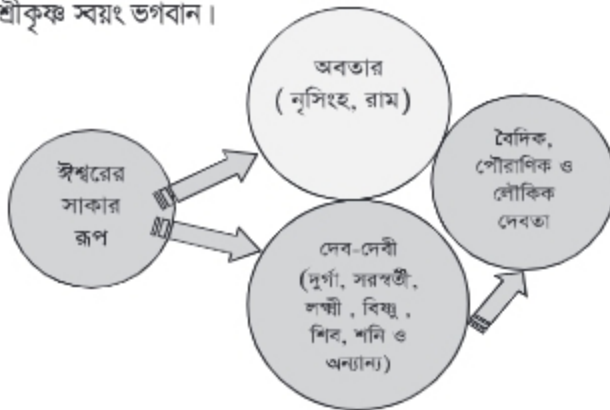 শ্রীকৃষ্ণ স্বয়ং ভগবান।
অবতার
( নৃসিংহ, রাম)
ঈশ্বরের
সাকার
রূপ
বৈদিক,
পৌরাণিক ও
লৌকিক
দেবতা
দেব-দেবী
(দুর্গা, সরস্বতী,
লক্ষ্মী , বিষ্ণু ,
শিব, শনি ও
অন্যান্য)